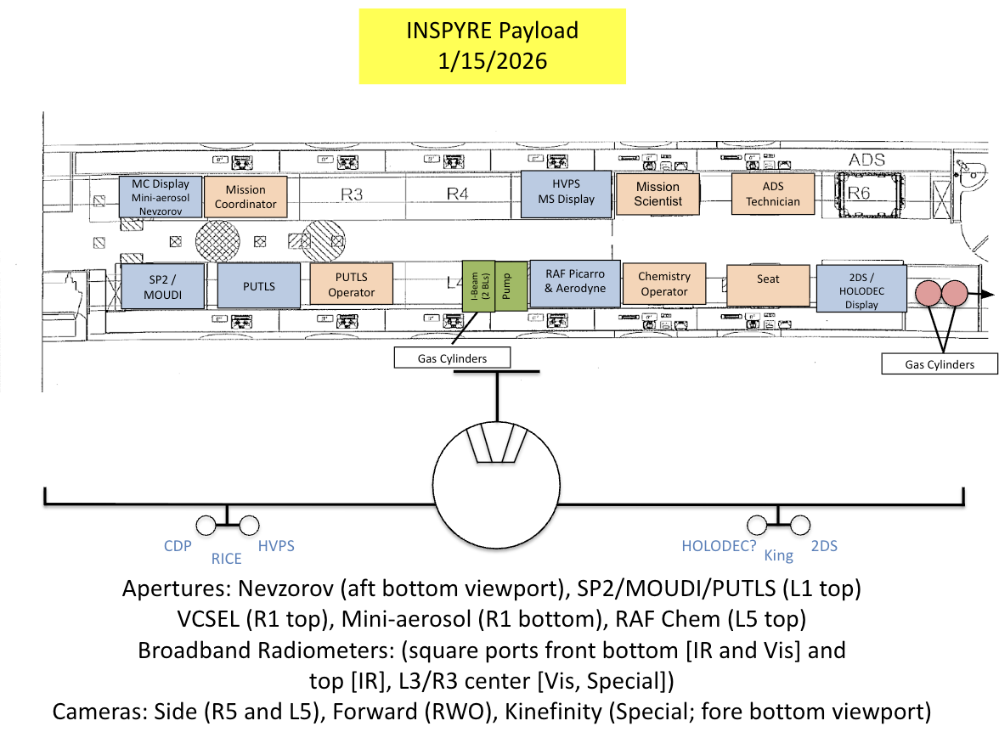 INSPYRE Payload
1/15/2026
ADS
MC Display
Mini-aerosol
Nevzorov
Mission
Coordinator
R3
R4
HVPS
MS Display
Mission
Scientist
ADS
Technician
R6
SP2 /
MOUDI
PUTLS
PUTLS
Operator
L4
I-Beam
(2 BLs)
Pump
RAF Picarro
& Aerodyne
Chemistry
Operator
Seat
2DS /
HOLODEC
Display
Gas Cylinders
Gas Cylinders
CDP
RICE
HVPS
HOLODEC?
King
2DS
Apertures: Nevzorov (aft bottom viewport), SP2/MOUDI/PUTLS (L1 top)
VCSEL (R1 top), Mini-aerosol (R1 bottom), RAF Chem (L5 top)
Broadband Radiometers: (square ports front bottom [IR and Vis] and
top [IR], L3/R3 center [Vis, Special])
Cameras: Side (R5 and L5), Forward (RWO), Kinefinity (Special; fore bottom viewport)